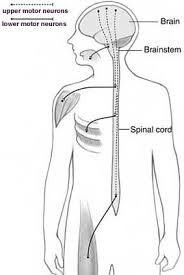 upper motor neurons
lower motor neurons
Brain
Brainstem
Spinal cord